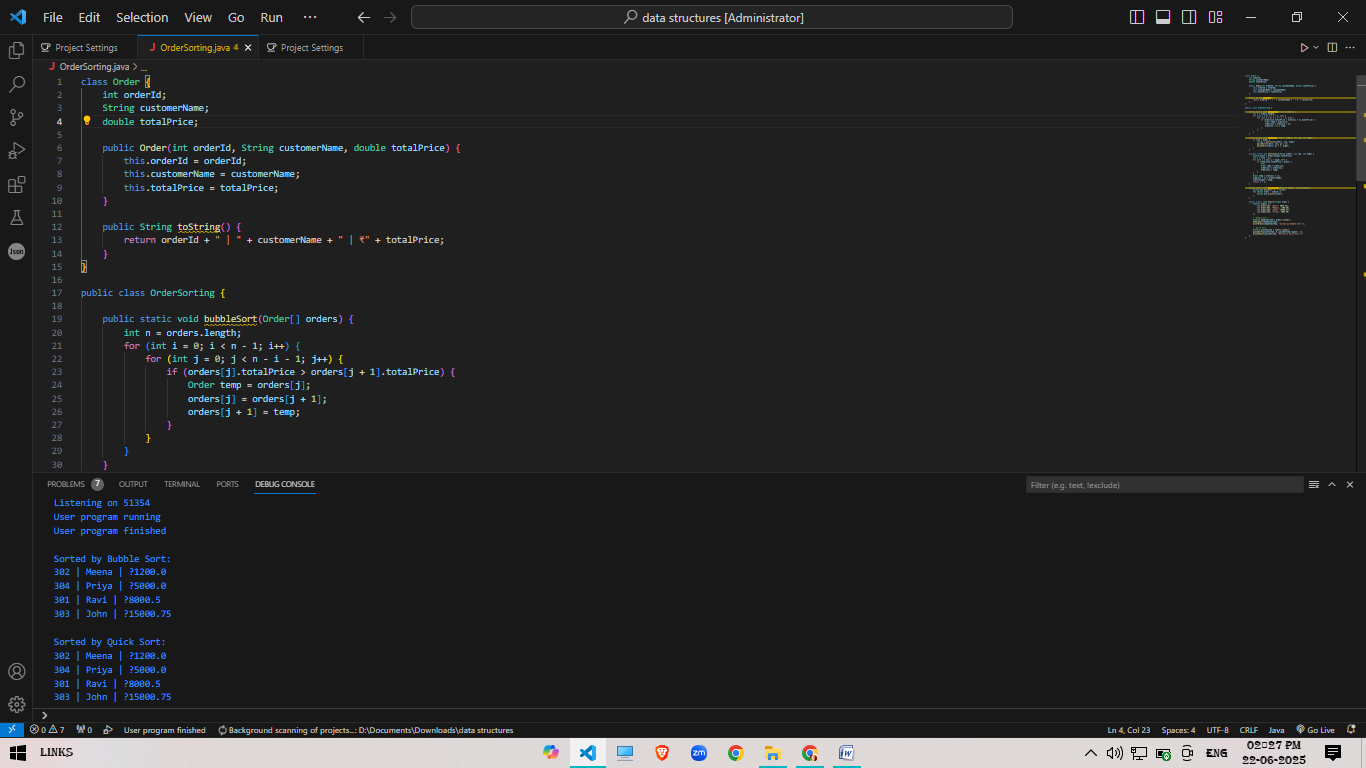 File Edit Selection View Go Run ··· data structures [Administrator]
Project Settings J OrderSorting.java 4 Project Settings
J OrderSorting.java > _
1 class Order {
2 int orderId;
3 String customerName;
4 double totalPrice;
5
6 public Order(int orderId, String customerName, double totalPrice) {
7 this.orderId = orderId;
8 this.customerName = customerName;
9 this.totalPrice = totalPrice;
10 }
11
12 public String toString() {
13 return orderId + " | " + customerName + " | ₹" + totalPrice;
14 }
15 }
16
17 public class OrderSorting {
18
19 public static void bubbleSort(Order[] orders) {
20 int n = orders.length;
21 for (int i = 0; i < n - 1; i++) {
22 for (int j = 0; j < n - i - 1; j++) {
23 if (orders[j].totalPrice > orders[j + 1].totalPrice) {
24 Order temp = orders[j];
25 orders[j] = orders[j + 1];
26 orders[j + 1] = temp;
27 }
28 }
29 }
30 }
PROBLEMS 7 OUTPUT TERMINAL PORTS DEBUG CONSOLE Filter (e.g. text, !exclude)
Listening on 51354
User program running
User program finished
Sorted by Bubble Sort:
302 | Meena | ?1200.0
304 | Priya | ?5000.0
301 | Ravi | ?8000.5
303 | John | ?15000.75
Sorted by Quick Sort:
302 | Meena | ?1200.0
304 | Priya | ?5000.0
301 | Ravi | ?8000.5
303 | John | ?15000.75
Json
0 7 0 User program finished Background scanning of projects...: D:\Documents\Downloads\data structures Ln 4, Col 23 Spaces: 4 UTF-8 CRLF Java Go Live
LINKS zm W ENG 02:27 PM
22-06-2025